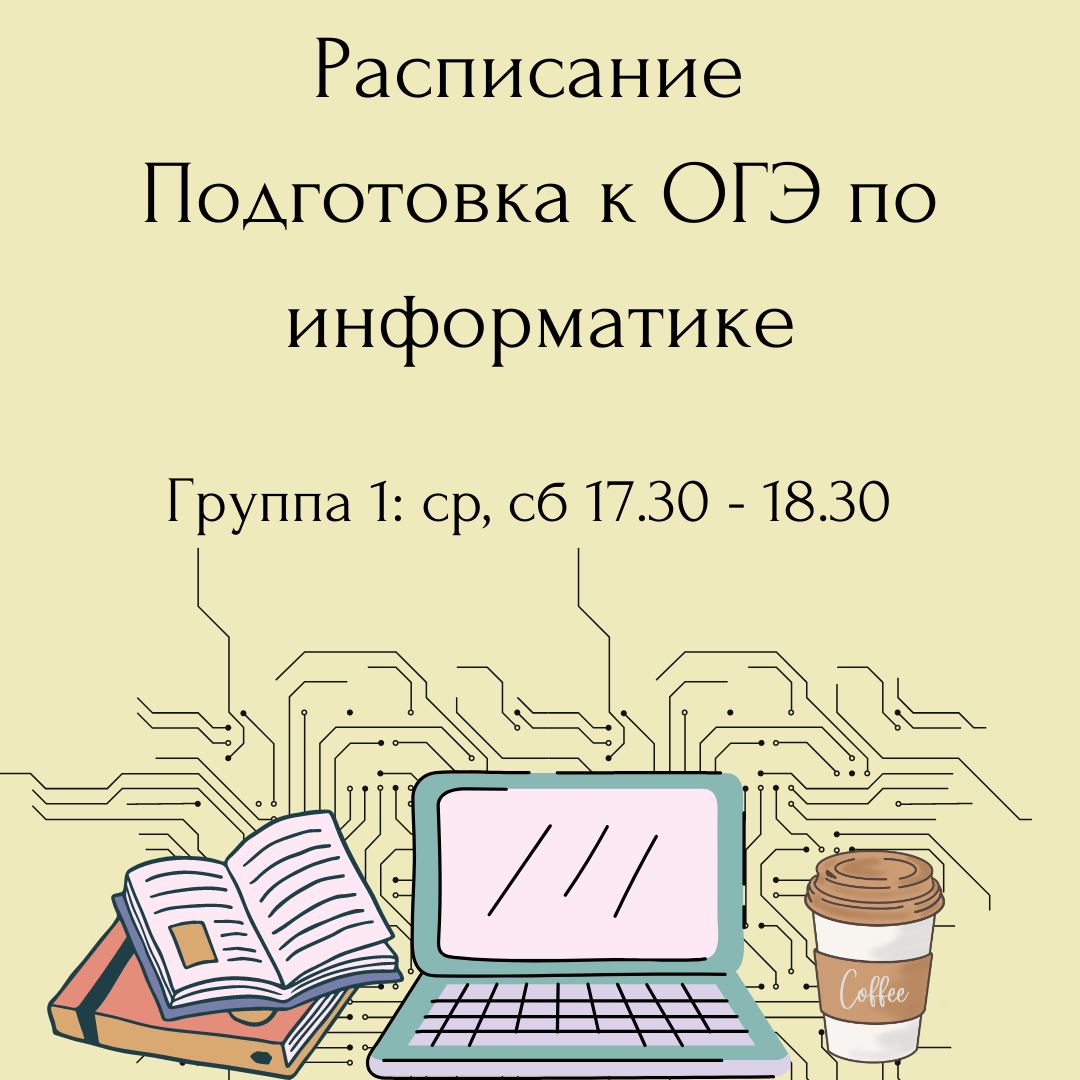 Расписание
Подготовка к ОГЭ по
информатике
Группа 1: ср, сб 17.30 - 18.30
Coffee